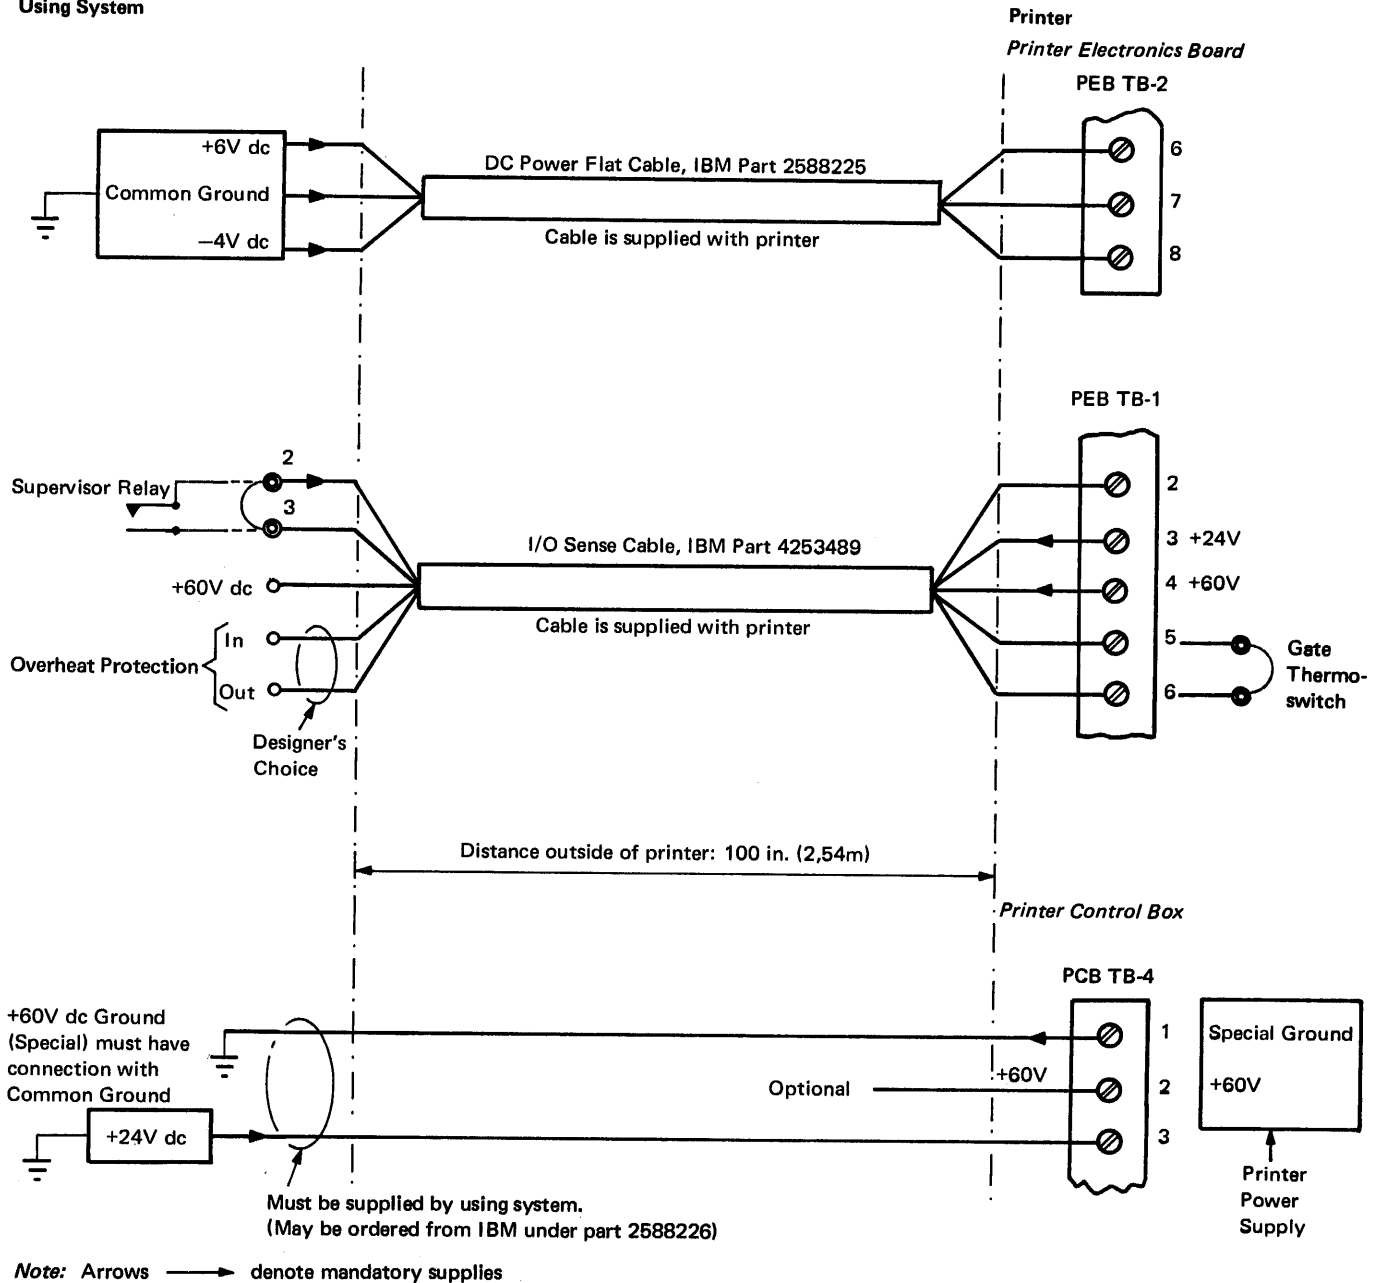 Using System
Printer
Printer Electronics Board
PEB TB-2
+6V dc
Common Ground
−4V dc
DC Power Flat Cable, IBM Part 2588225
Cable is supplied with printer
6
7
8
PEB TB-1
Supervisor Relay
2
3
+60V dc
Overheat Protection
In
Out
Designer's
Choice
I/O Sense Cable, IBM Part 4253489
Cable is supplied with printer
2
3 +24V
4 +60V
5
6
Gate
Thermo-
switch
Distance outside of printer: 100 in. (2,54m)
Printer Control Box
PCB TB-4
+60V dc Ground
(Special) must have
connection with
Common Ground
+24V dc
Optional
+60V
1
2
3
Special Ground
+60V
Printer
Power
Supply
Must be supplied by using system.
(May be ordered from IBM under part 2588226)
Note: Arrows denote mandatory supplies